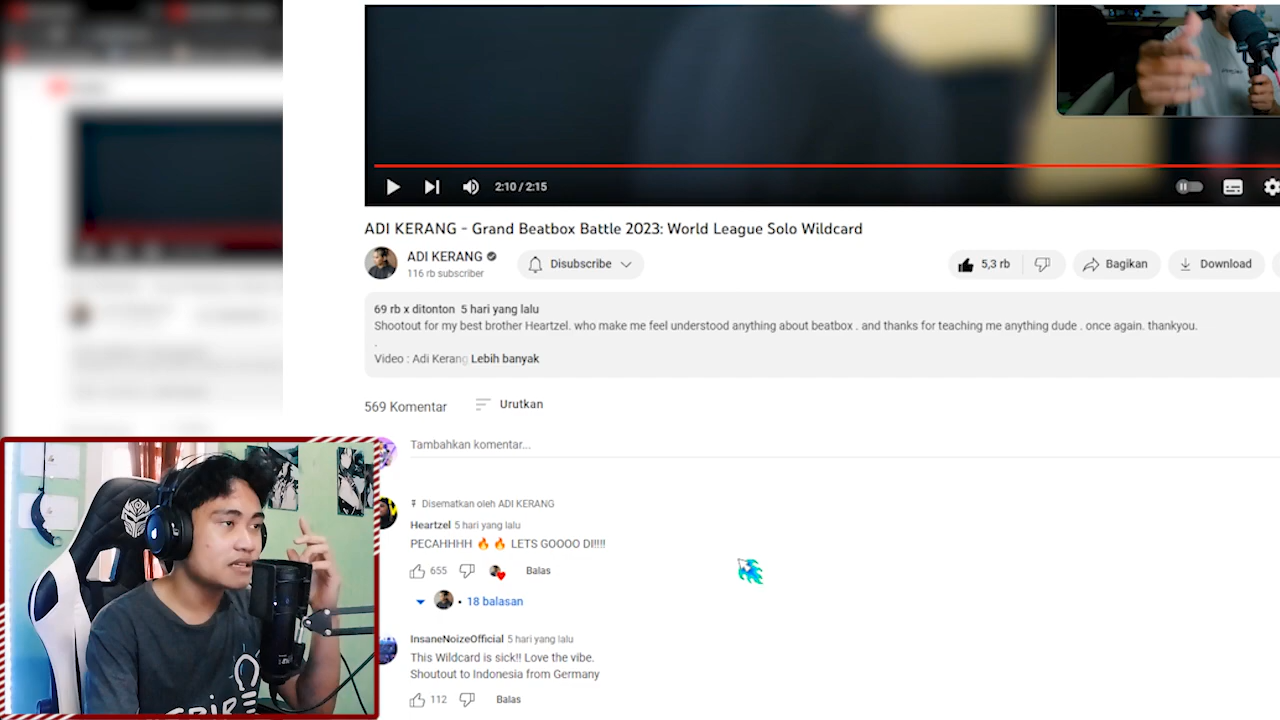 2:10 / 2:15
ADI KERANG - Grand Beatbox Battle 2023: World League Solo Wildcard
ADI KERANG
116 rb subscriber
Disubscribe
5,3 rb
Bagikan
Download
69 rb x ditonton 5 hari yang lalu
Shootout for my best brother Heartzel. who make me feel understood anything about beatbox . and thanks for teaching me anything dude . once again. thankyou.
.
Video : Adi Kerang Lebih banyak
569 Komentar
Urutkan
Tambahkan komentar...
Disematkan oleh ADI KERANG
Heartzel 5 hari yang lalu
PECAHHHH 🔥 🔥 LETS GOOOO DI!!!!
655
Balas
18 balasan
InsaneNoizeOfficial 5 hari yang lalu
This Wildcard is sick!! Love the vibe.
Shoutout to Indonesia from Germany
112
Balas